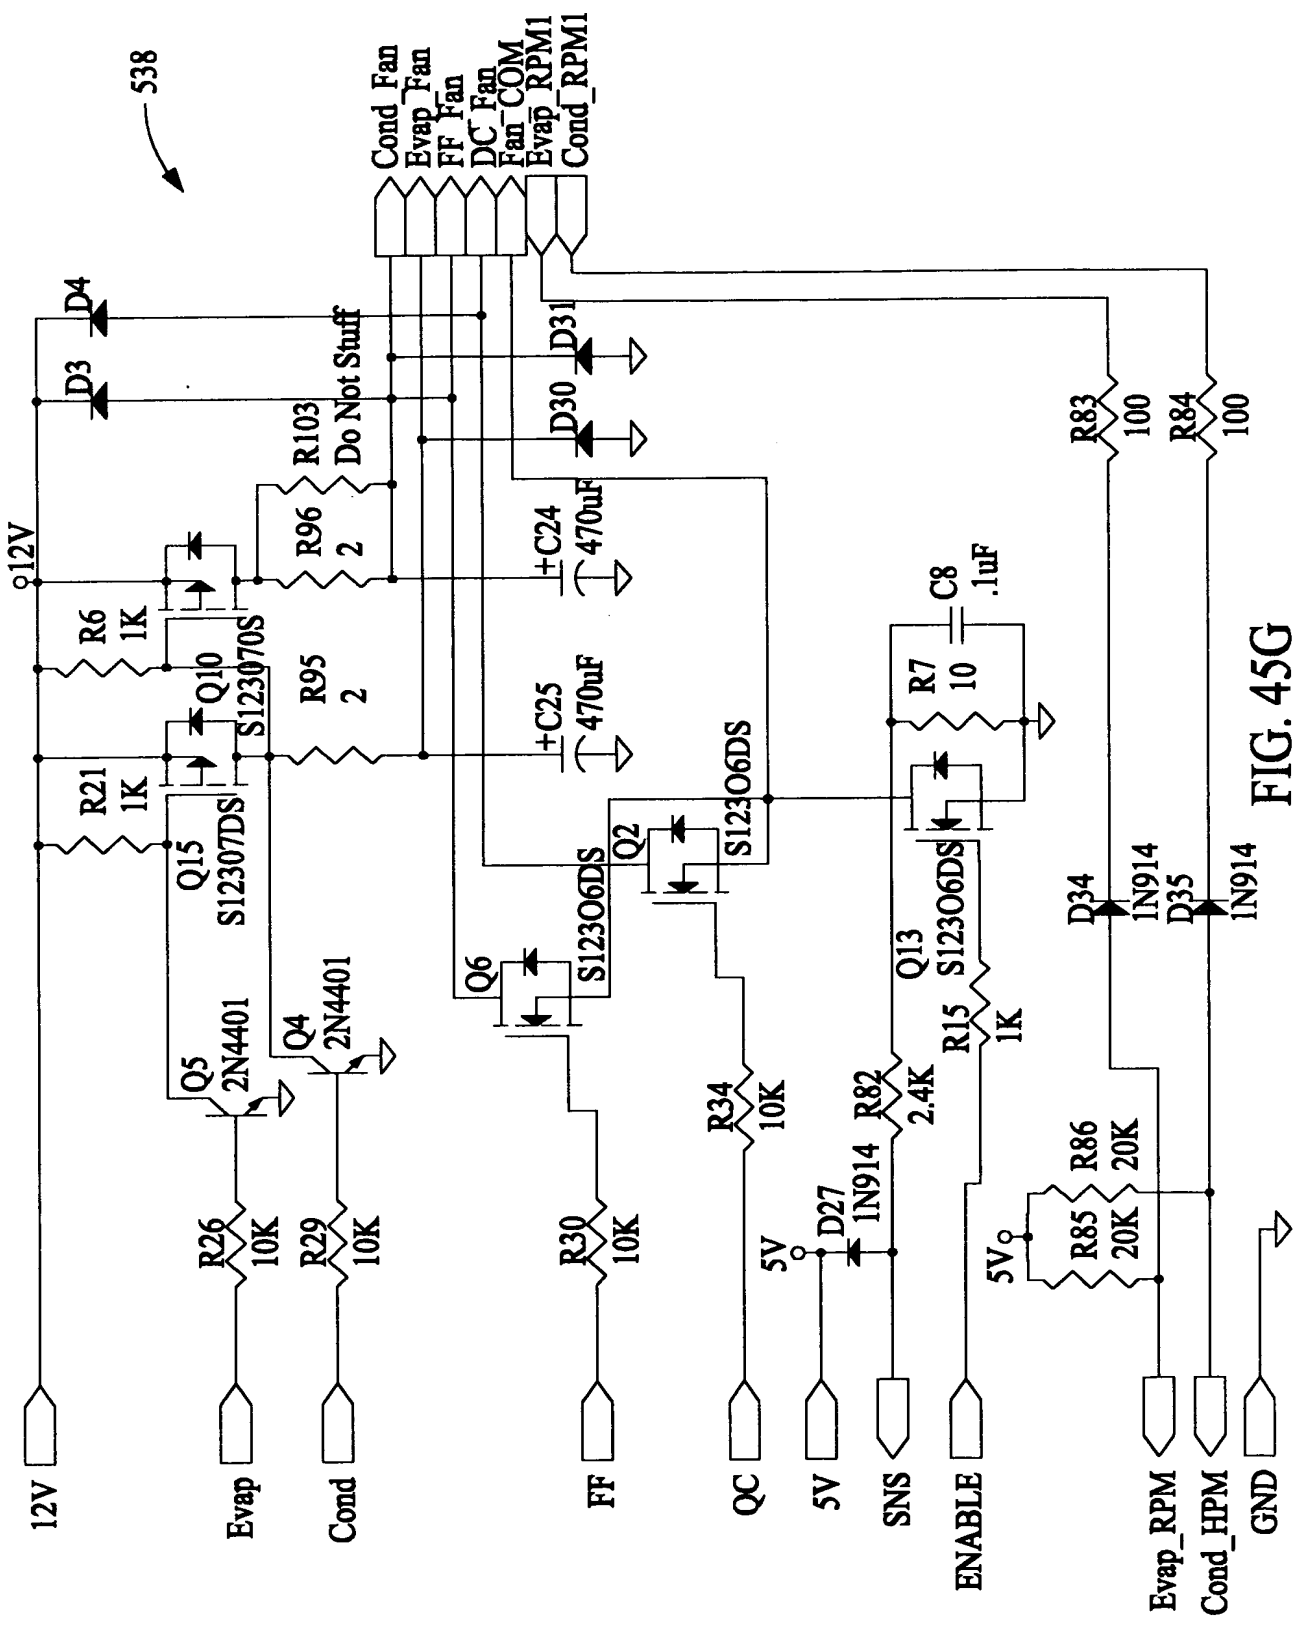 538
12V
Evap
Cond
FF
QC
5V
SNS
ENABLE
Evap_RPM
Cond_HPM
GND
Cond_Fan
Evap_Fan
FF_Fan
DC_Fan
Fan_COM
Evap_RPM1
Cond_RPM1
12V
D3
D4
R6
1K
R21
1K
Q10
S12307OS
Q15
S12307DS
R95
2
R96
2
R103
Do Not Stuff
R26
10K
Q5
2N4401
R29
10K
Q4
2N4401
+C25
470uF
+C24
470uF
D30
D31
Q6
S123O6DS
R30
10K
Q2
S123O6DS
R34
10K
5V
D27
1N914
R82
2.4K
Q13
S123O6DS
R15
1K
R7
10
C8
.1uF
5V
R85
20K
R86
20K
D34
1N914
D35
1N914
R83
100
R84
100
FIG. 45G